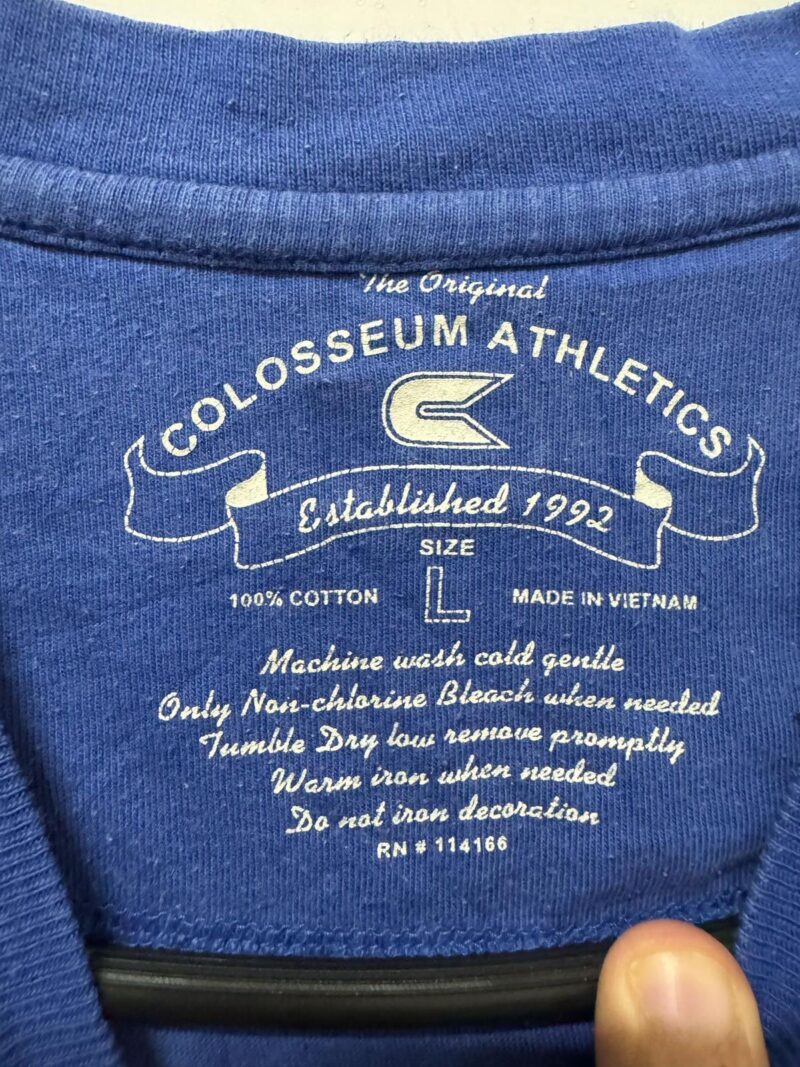 The Original
COLOSSEUM ATHLETICS
Established 1992
SIZE
100% COTTON L MADE IN VIETNAM
Machine wash cold gentle
Only Non-chlorine Bleach when needed
Tumble Dry low remove promptly
Warm iron when needed
Do not iron decoration
RN # 114166